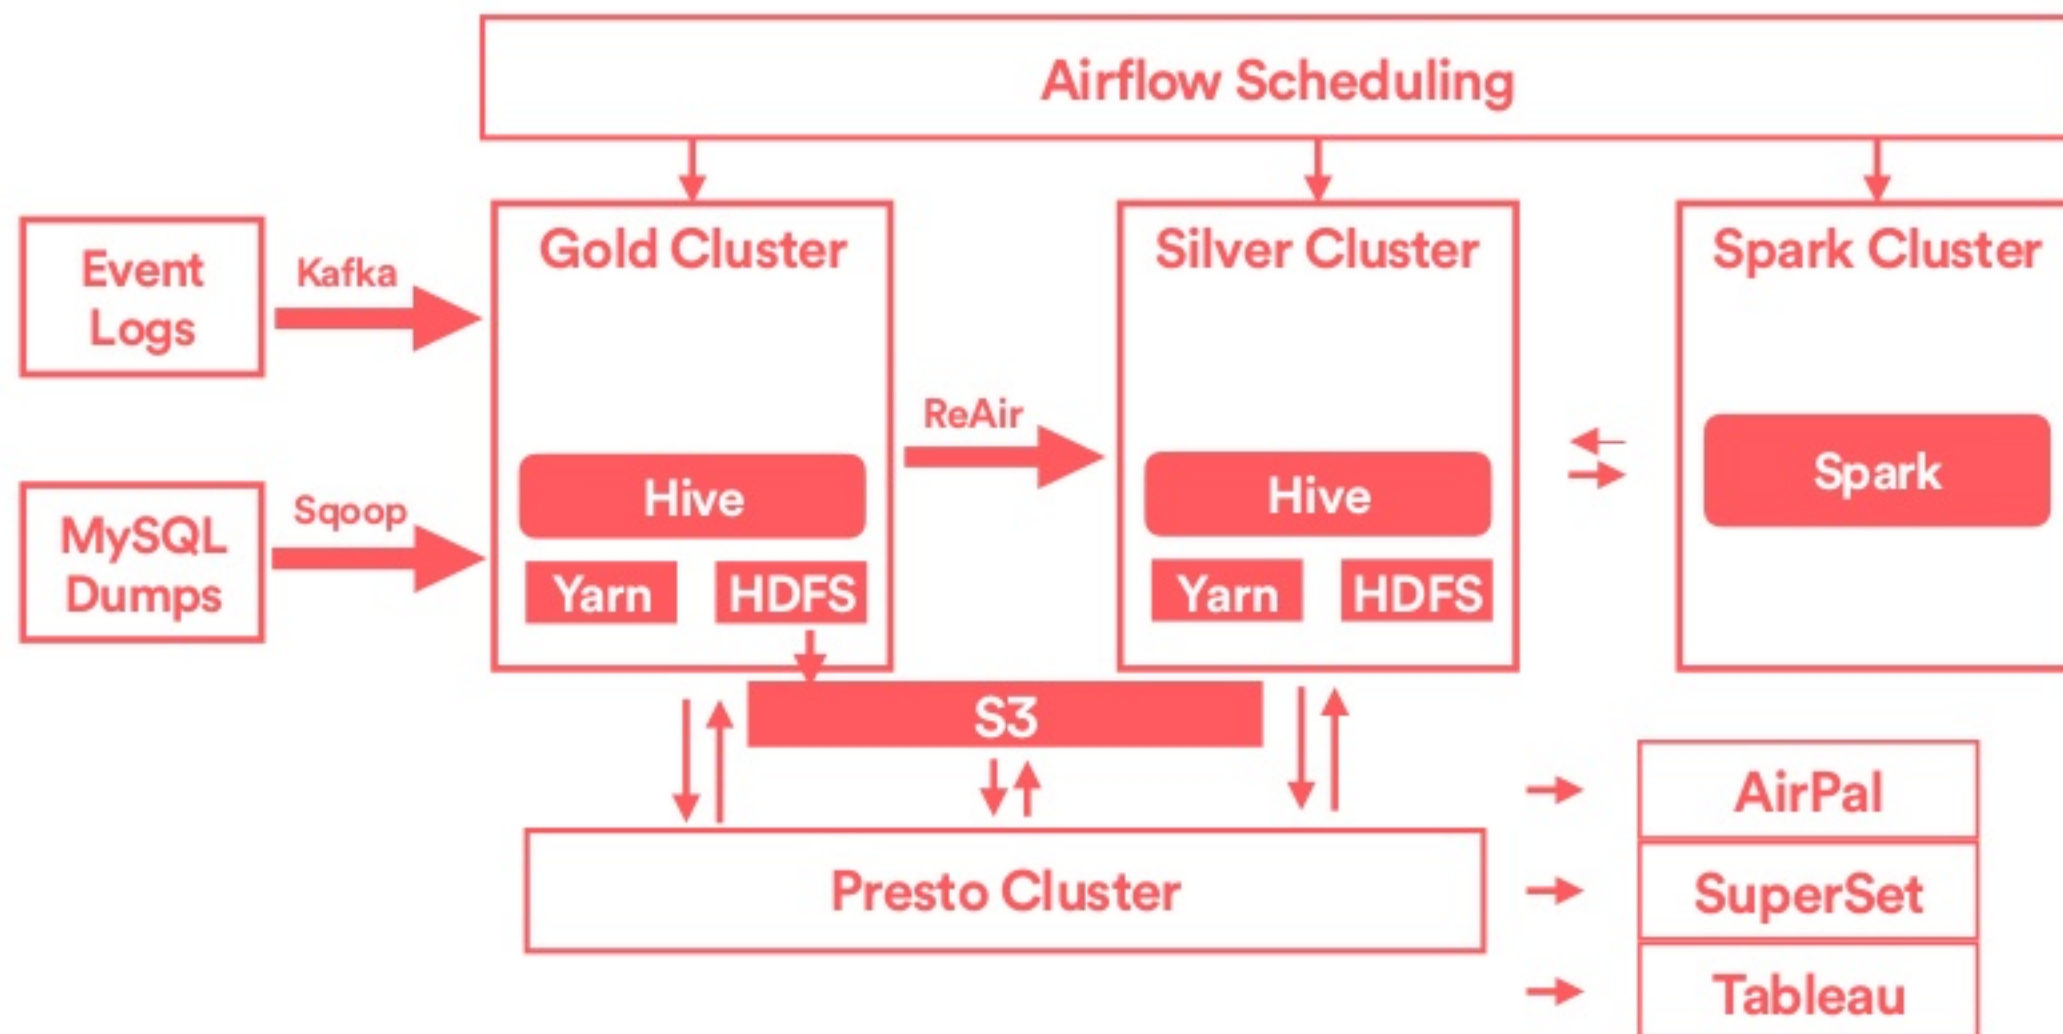 Airflow Scheduling
Event
Logs
Kafka
MySQL
Dumps
Sqoop
Gold Cluster
Hive
Yarn
HDFS
ReAir
Silver Cluster
Hive
Yarn
HDFS
Spark Cluster
Spark
S3
Presto Cluster
AirPal
SuperSet
Tableau